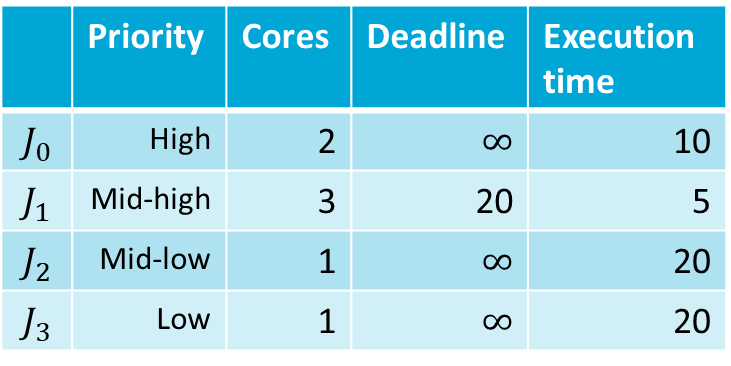 Priority Cores Deadline Execution time
J0 High 2 ∞ 10
J1 Mid-high 3 20 5
J2 Mid-low 1 ∞ 20
J3 Low 1 ∞ 20